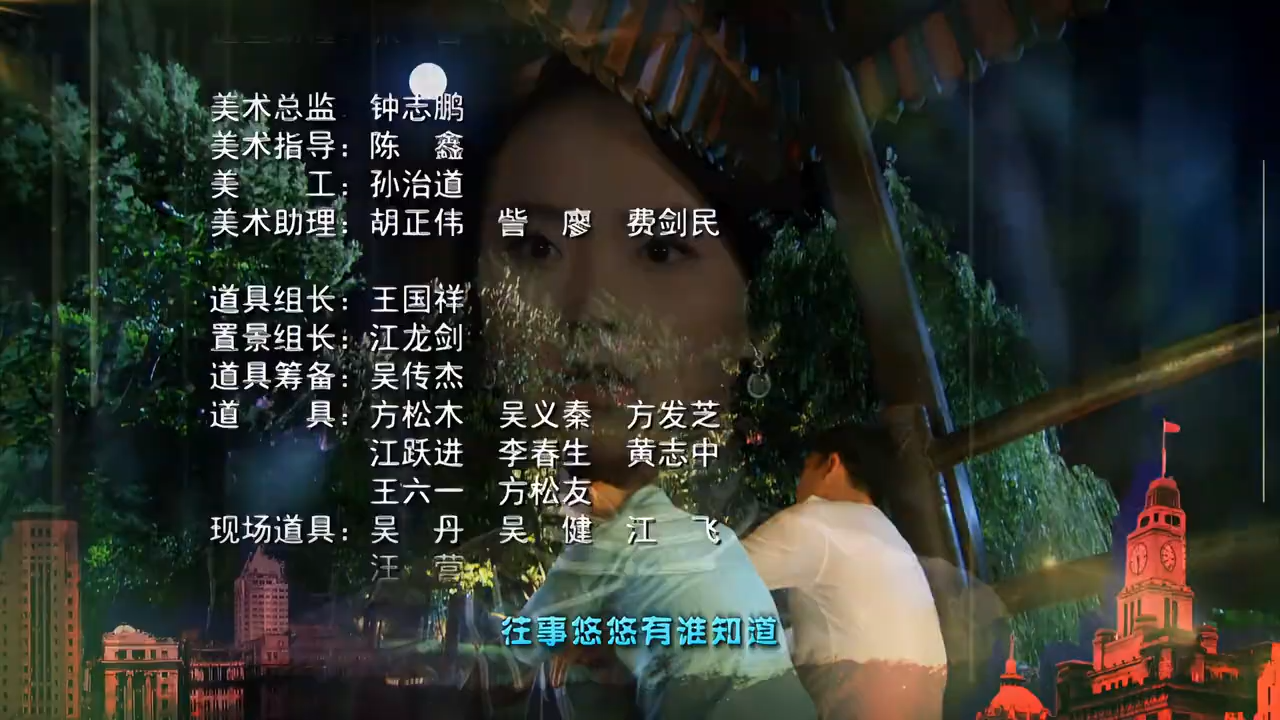 美术总监 钟志鹏
美术指导：陈 鑫
美 工：孙治道
美术助理：胡正伟 訾 廖 费剑民
道具组长：王国祥
置景组长：江龙剑
道具筹备：吴传杰
道 具：方松木 吴义秦 方发芝
江跃进 李春生 黄志中
王六一 方松友
现场道具：吴 丹 吴 健 江 飞
汪 营
往事悠悠有谁知道